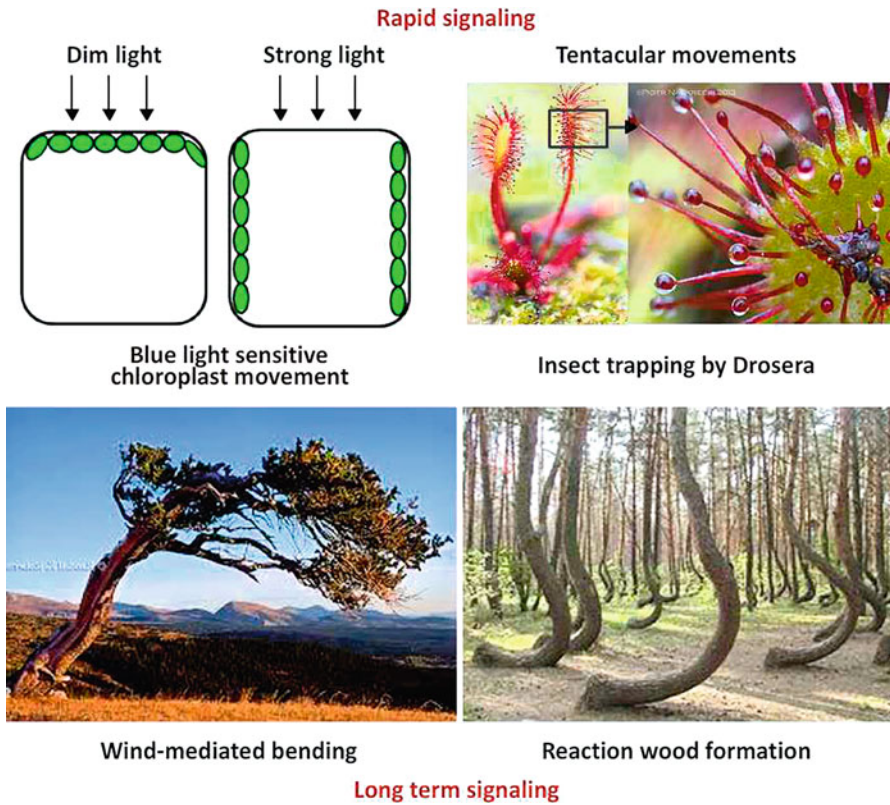 Rapid signaling
Dim light
Strong light
Tentacular movements
Blue light sensitive
chloroplast movement
Insect trapping by Drosera
Wind-mediated bending
Reaction wood formation
Long term signaling